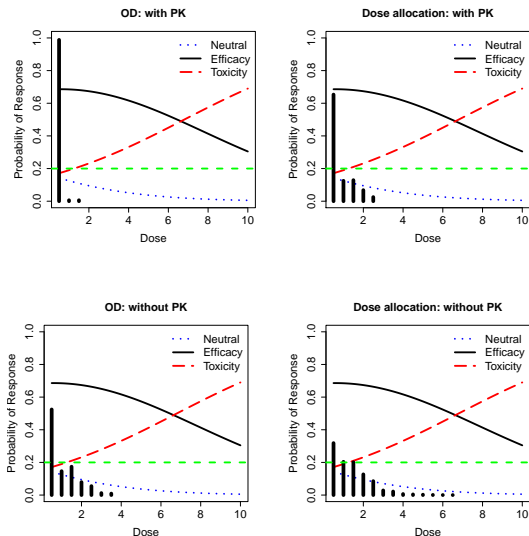 OD: with PK
Probability of Response
0.0 0.2 0.4 0.6 0.8 1.0
Neutral
Efficacy
Toxicity
2 4 6 8 10
Dose
Dose allocation: with PK
Probability of Response
0.0 0.2 0.4 0.6 0.8 1.0
Neutral
Efficacy
Toxicity
2 4 6 8 10
Dose
OD: without PK
Probability of Response
0.0 0.2 0.4 0.6 0.8 1.0
Neutral
Efficacy
Toxicity
2 4 6 8 10
Dose
Dose allocation: without PK
Probability of Response
0.0 0.2 0.4 0.6 0.8 1.0
Neutral
Efficacy
Toxicity
2 4 6 8 10
Dose